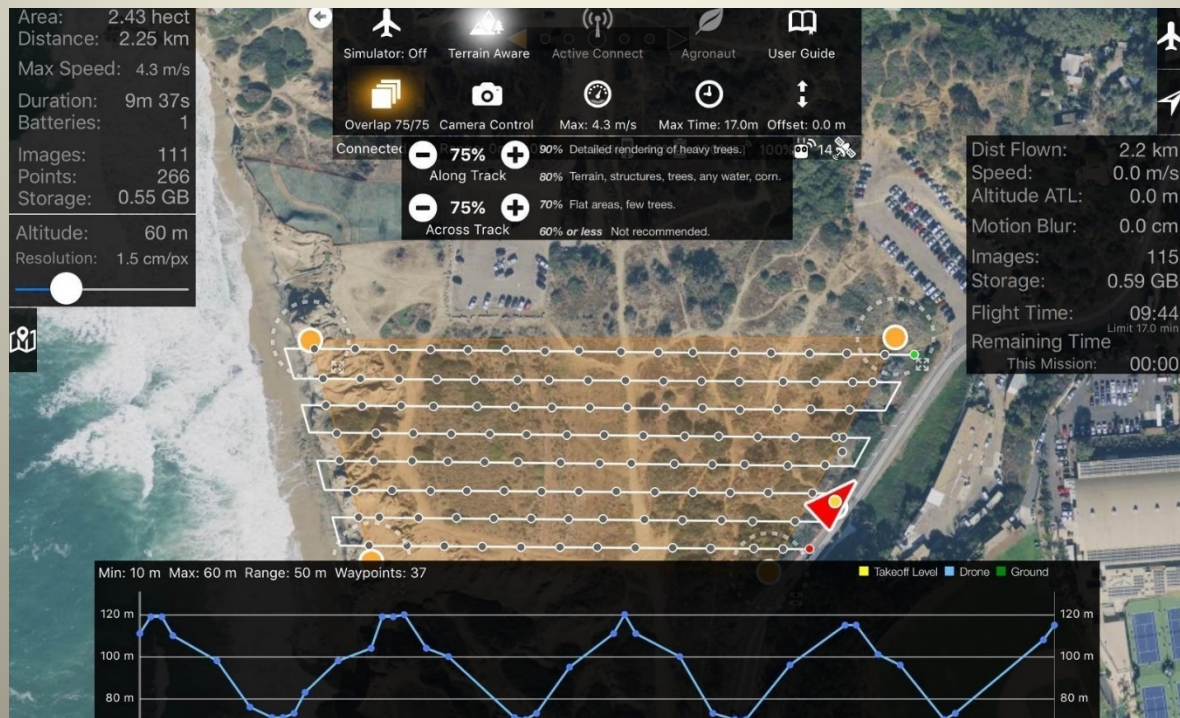 Area: 2.43 hect
Distance: 2.25 km
Max Speed: 4.3 m/s
Duration: 9m 37s
Batteries: 1
Images: 111
Points: 266
Storage: 0.55 GB
Altitude: 60 m
Resolution: 1.5 cm/px
Simulator: Off
Terrain Aware
Active Connect
Agronaut
User Guide
Overlap 75/75
Camera Control
Max: 4.3 m/s
Max Time: 17.0m
Offset: 0.0 m
Connected
100%
14
75%
Along Track
75%
Across Track
90% Detailed rendering of heavy trees.
80% Terrain, structures, trees, any water, corn.
70% Flat areas, few trees.
60% or less Not recommended.
Dist Flown: 2.2 km
Speed: 0.0 m/s
Altitude ATL: 0.0 m
Motion Blur: 0.0 cm
Images: 115
Storage: 0.59 GB
Flight Time: 09:44
Limit 17.0 min
Remaining Time
This Mission: 00:00
Min: 10 m Max: 60 m Range: 50 m Waypoints: 37
Takeoff Level Drone Ground
120 m 120 m
100 m 100 m
80 m 80 m